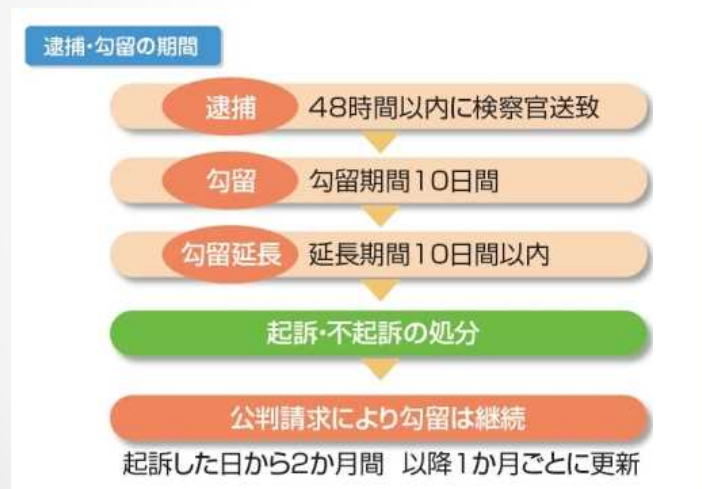 逮捕・勾留の期間
逮捕 48時間以内に検察官送致
勾留 勾留期間10日間
勾留延長 延長期間10日間以内
起訴・不起訴の処分
公判請求により勾留は継続
起訴した日から2か月間 以降1か月ごとに更新